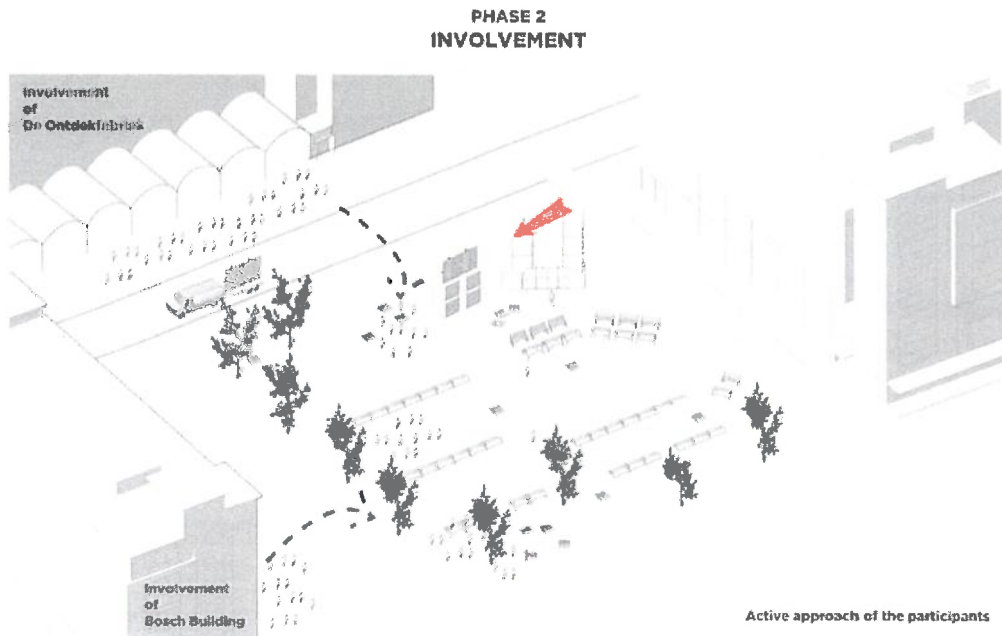 PHASE 2
INVOLVEMENT
Involvement
of
De Ontdekfabriek
Involvement
of
Bosch Building
Active approach of the participants